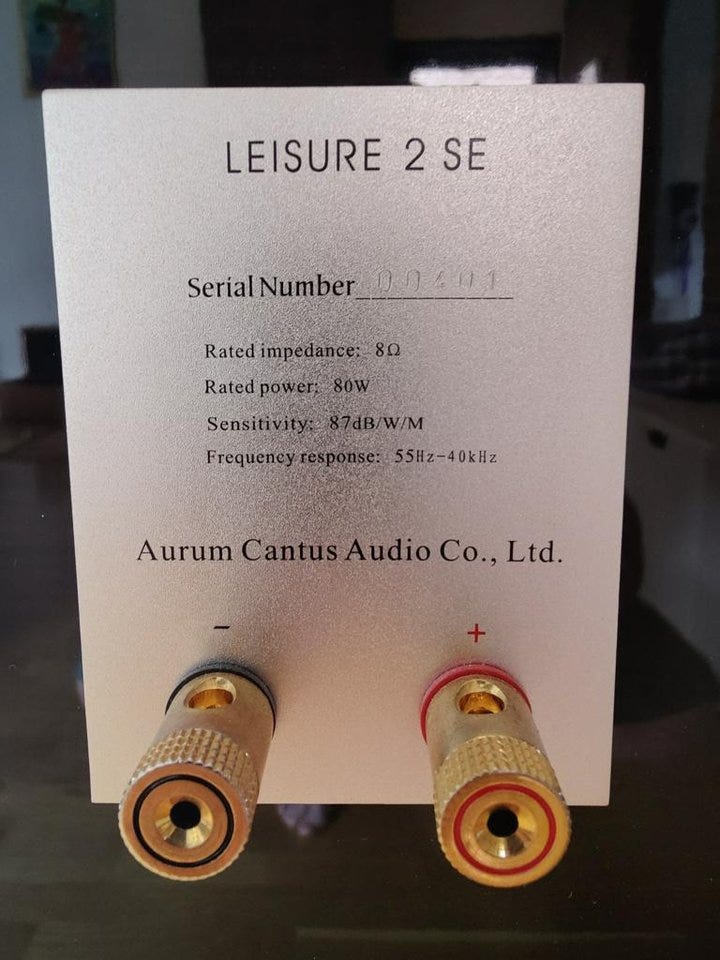 LEISURE 2 SE
Serial Number 00401
Rated impedance: 8Ω
Rated power: 80W
Sensitivity: 87dB/W/M
Frequency response: 55Hz-40kHz
Aurum Cantus Audio Co., Ltd.
- +